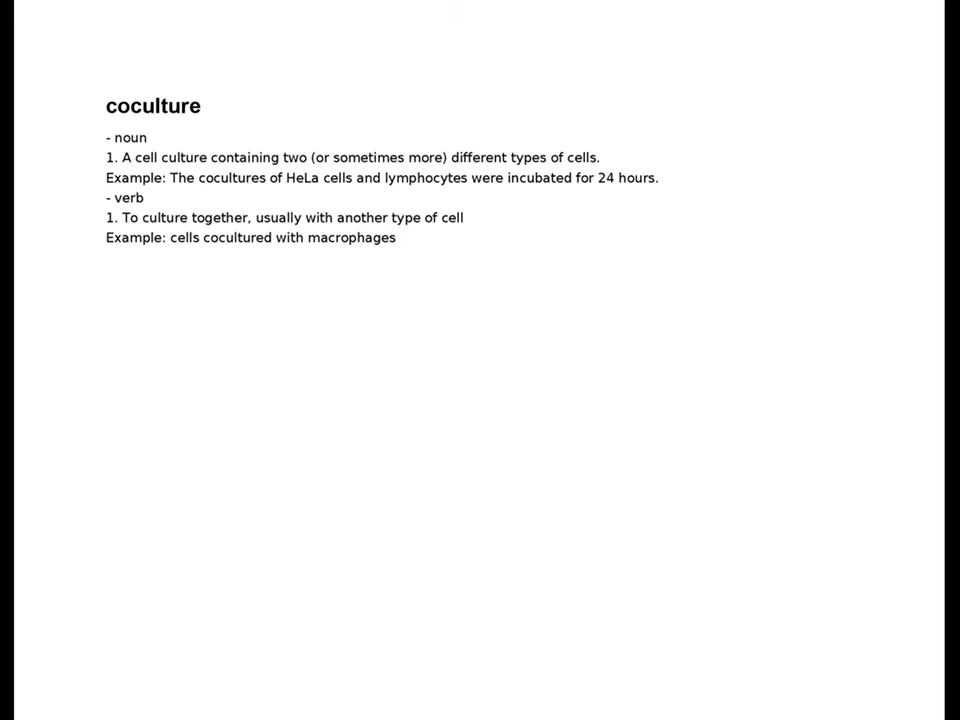 coculture
- noun
1. A cell culture containing two (or sometimes more) different types of cells.
Example: The cocultures of HeLa cells and lymphocytes were incubated for 24 hours.
- verb
1. To culture together, usually with another type of cell
Example: cells cocultured with macrophages